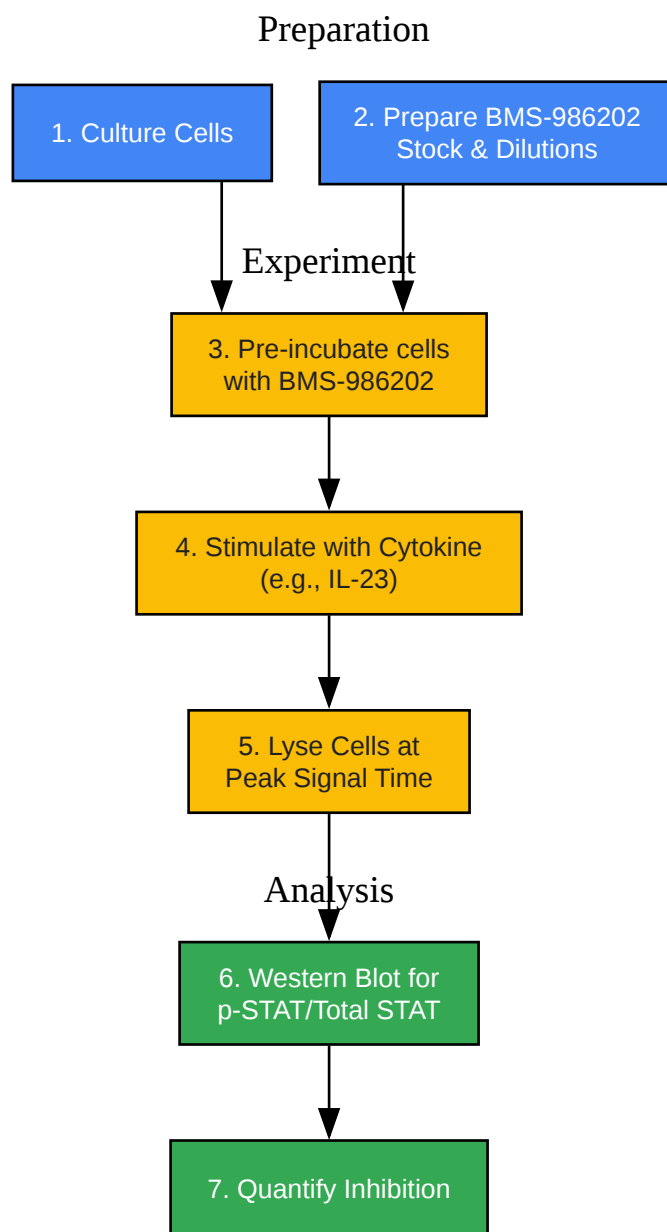 Preparation
1. Culture Cells
2. Prepare BMS-986202
Stock & Dilutions
Experiment
3. Pre-incubate cells
with BMS-986202
4. Stimulate with Cytokine
(e.g., IL-23)
5. Lyse Cells at
Peak Signal Time
Analysis
6. Western Blot for
p-STAT/Total STAT
7. Quantify Inhibition